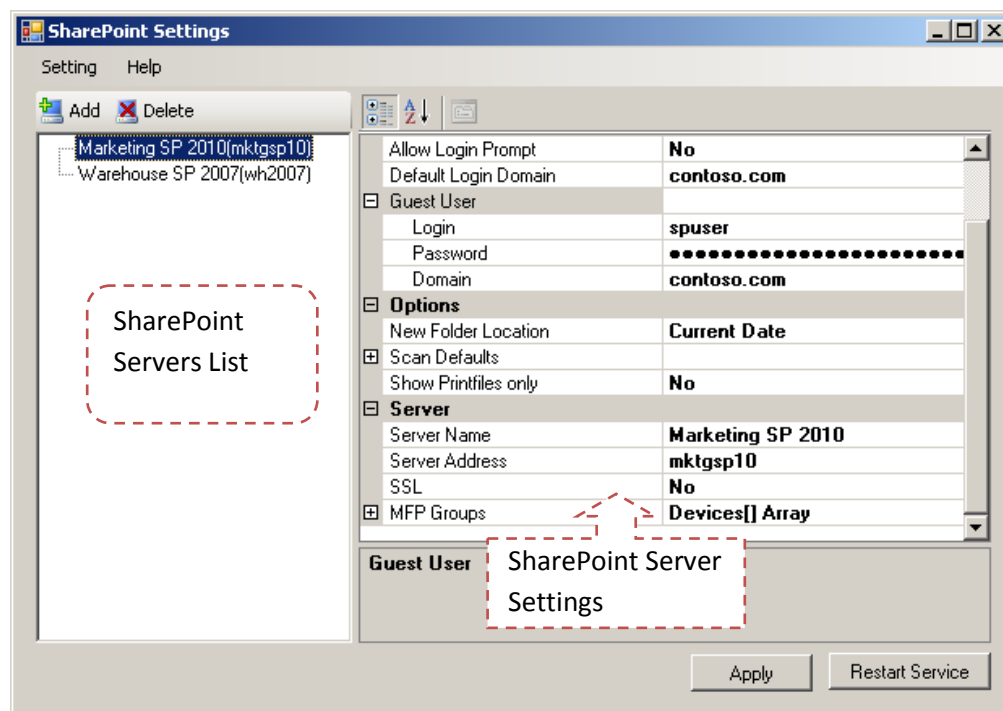 SharePoint Settings
Setting Help
Add Delete
Marketing SP 2010(mktgsp10)
Warehouse SP 2007(wh2007)
SharePoint
Servers List
Allow Login Prompt No
Default Login Domain contoso.com
Guest User
Login spuser
Password ●●●●●●●●●●●●●●●●●●●●●●●
Domain contoso.com
Options
New Folder Location Current Date
Scan Defaults
Show Printfiles only No
Server
Server Name Marketing SP 2010
Server Address mktgsp10
SSL No
MFP Groups Devices[] Array
Guest User
SharePoint Server
Settings
Apply Restart Service